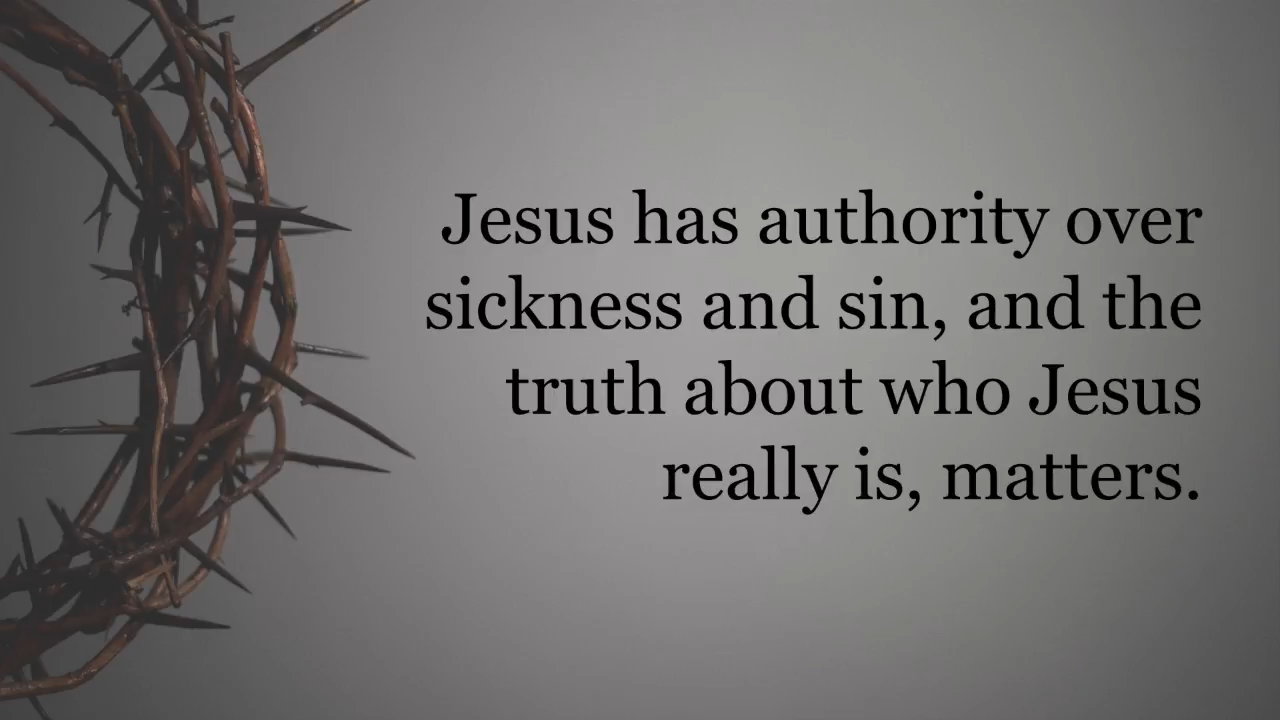 Jesus has authority over
sickness and sin, and the
truth about who Jesus
really is, matters.